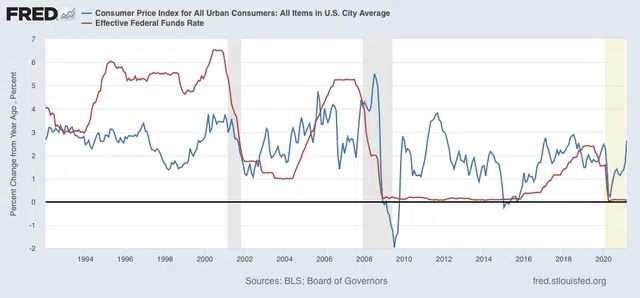 FRED
Consumer Price Index for All Urban Consumers: All Items in U.S. City Average
Effective Federal Funds Rate
Percent Change from Year Ago , Percent
7
6
5
4
3
2
1
0
-1
-2
1994 1996 1998 2000 2002 2004 2006 2008 2010 2012 2014 2016 2018 2020
Sources: BLS; Board of Governors
fred.stlouisfed.org